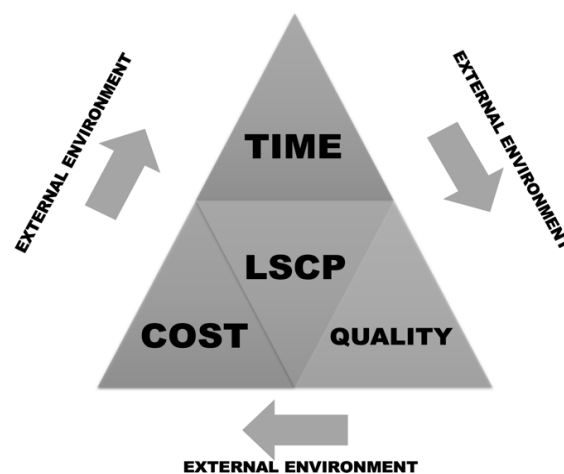 EXTERNAL ENVIRONMENT
TIME
EXTERNAL ENVIRONMENT
LSCP
COST
QUALITY
EXTERNAL ENVIRONMENT